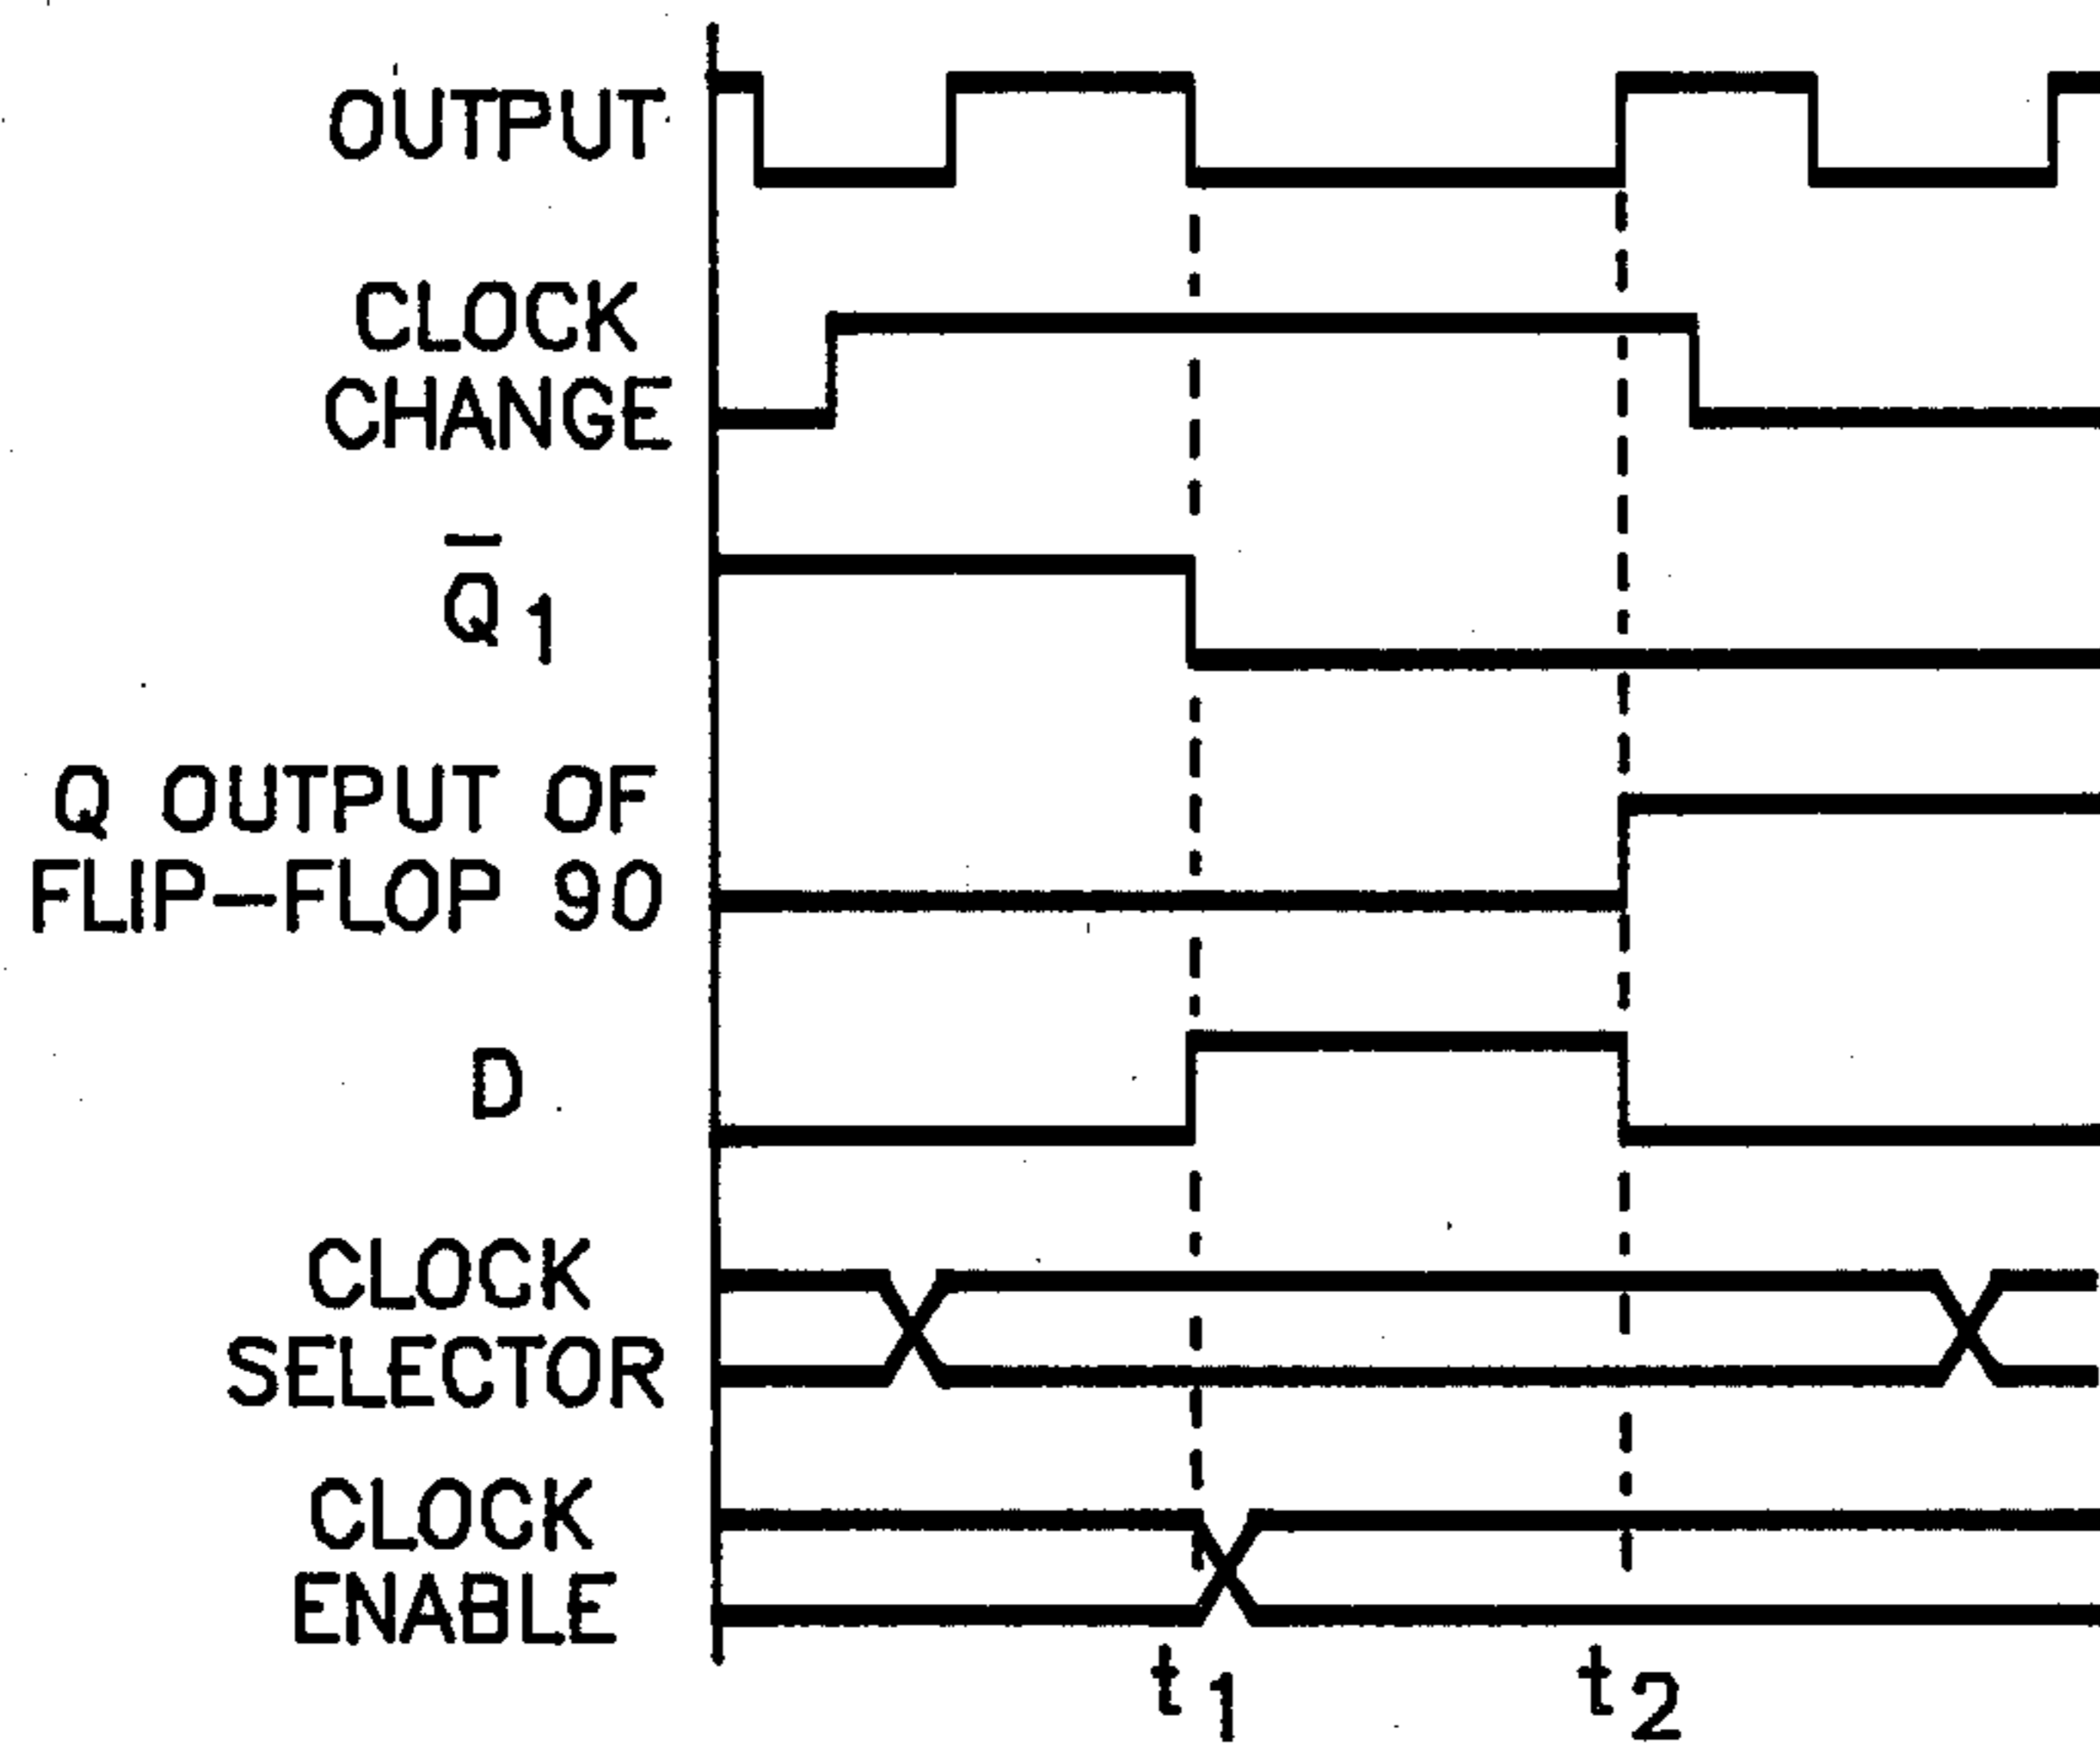 OUTPUT
CLOCK
CHANGE
Q̅1
Q OUTPUT OF
FLIP-FLOP 90
D
CLOCK
SELECTOR
CLOCK
ENABLE
t1 t2